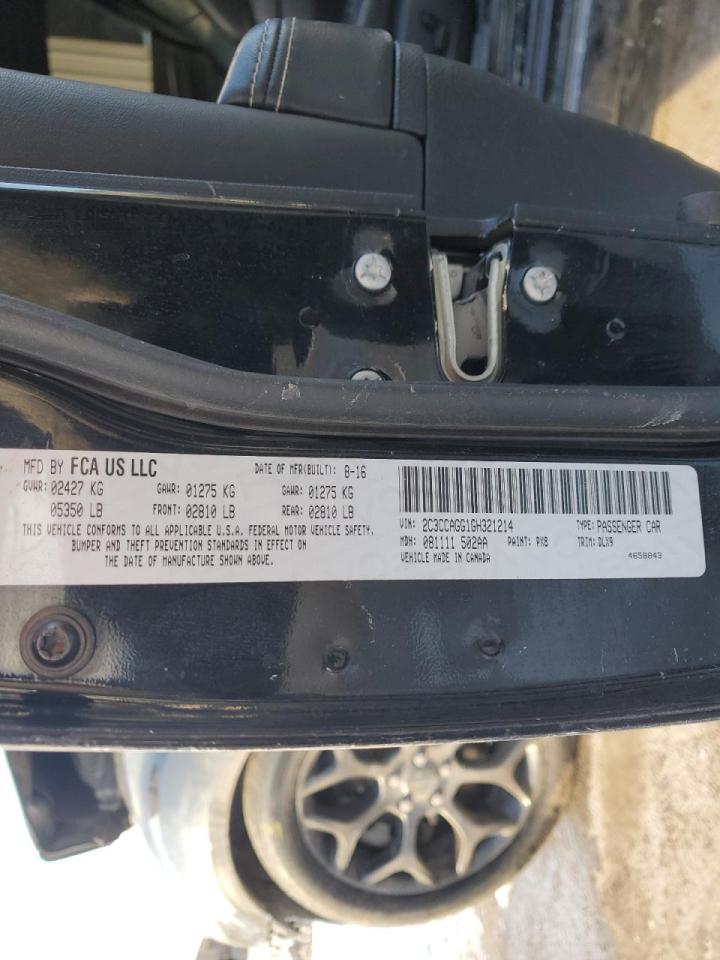 MFD BY FCA US LLC DATE OF MFR(BUILT): 8-16
GVWR: 02427 KG GAWR: 01275 KG GAWR: 01275 KG
05350 LB FRONT: 02810 LB REAR: 02810 LB
THIS VEHICLE CONFORMS TO ALL APPLICABLE U.S.A. FEDERAL MOTOR VEHICLE SAFETY,
BUMPER AND THEFT PREVENTION STANDARDS IN EFFECT ON
THE DATE OF MANUFACTURE SHOWN ABOVE.
VIN: 2C3CCAGG1GH321214 TYPE: PASSENGER CAR
MDH: 081111 502AA PAINT: PX8 TRIM: DLX9
VEHICLE MADE IN CANADA 4658843